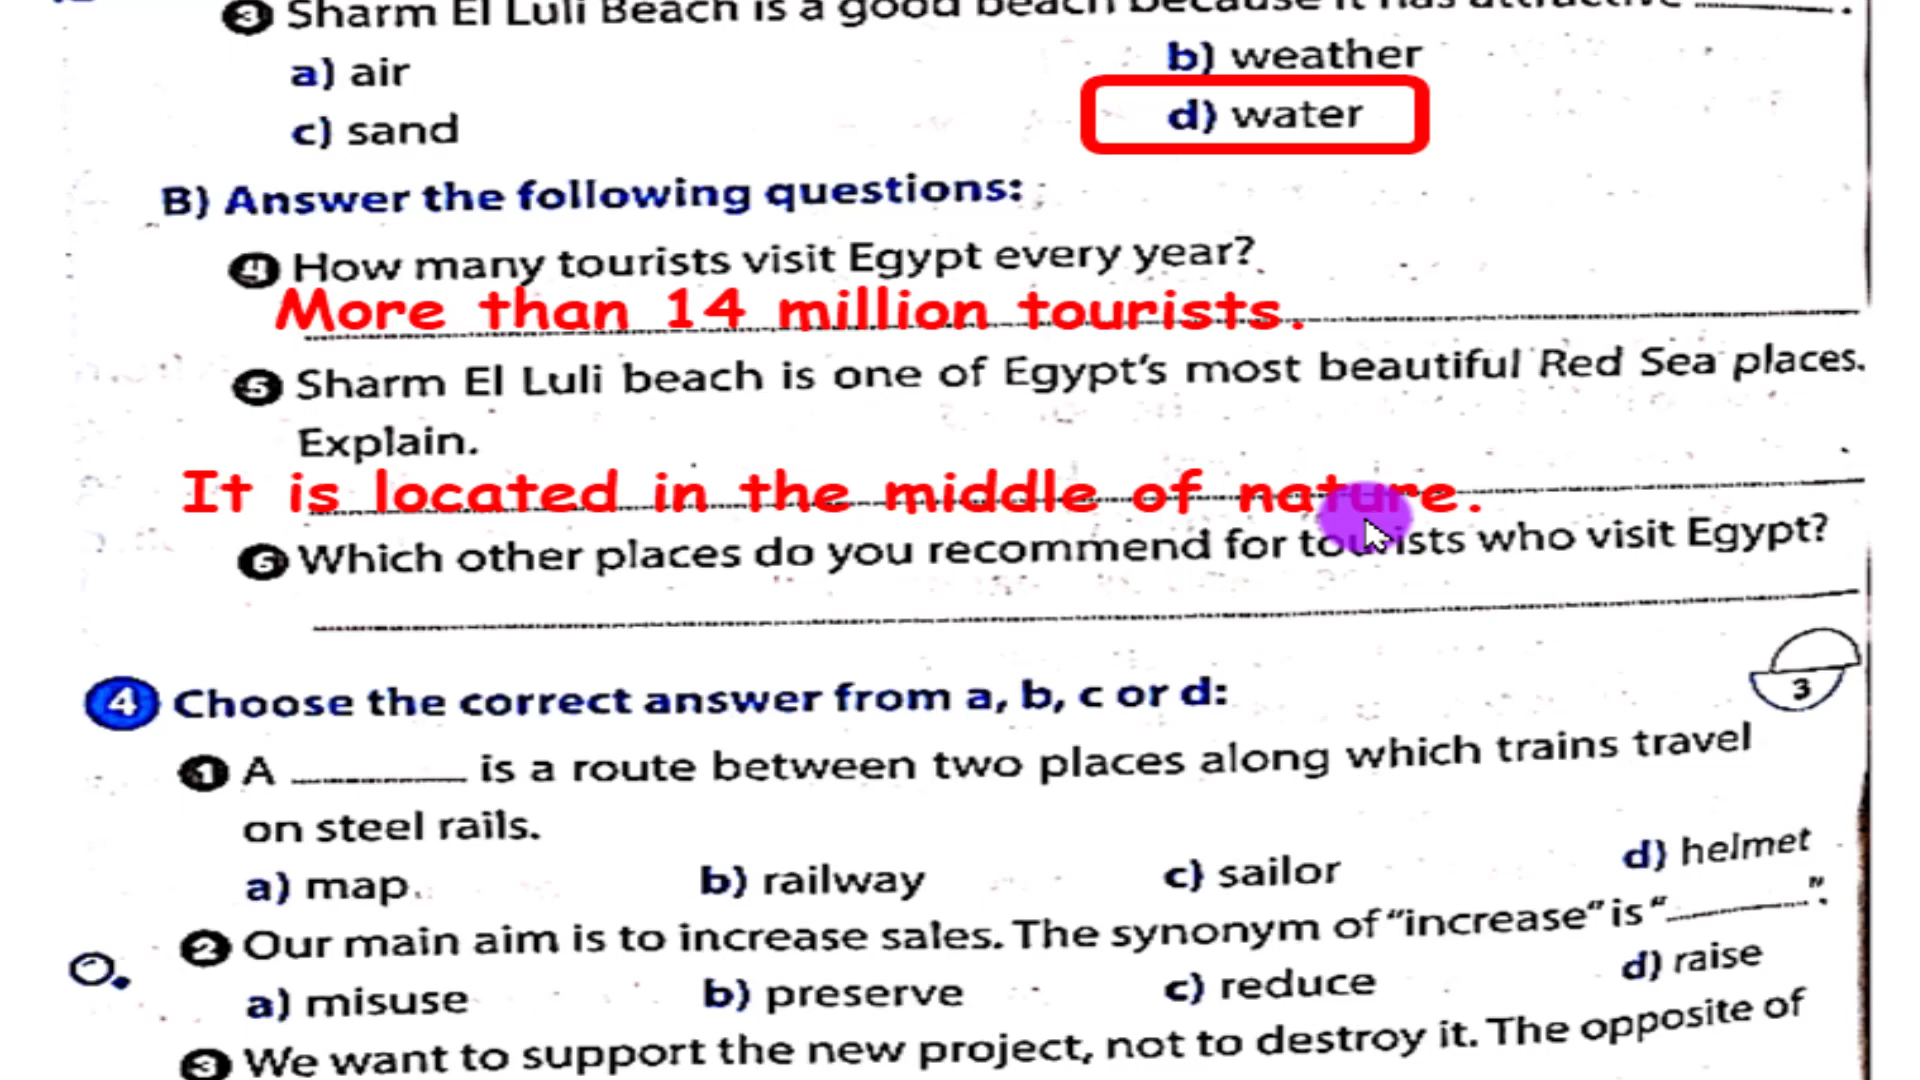 3 Sharm El Luli Beach is a good beach because it has attractive .......... .
a) air b) weather
c) sand d) water
B) Answer the following questions:
4 How many tourists visit Egypt every year?
More than 14 million tourists.
5 Sharm El Luli beach is one of Egypt's most beautiful Red Sea places.
Explain.
It is located in the middle of nature.
6 Which other places do you recommend for tourists who visit Egypt?
3
4 Choose the correct answer from a, b, c or d:
1 A .......... is a route between two places along which trains travel
on steel rails.
a) map b) railway c) sailor d) helmet
2 Our main aim is to increase sales. The synonym of "increase" is "..........".
a) misuse b) preserve c) reduce d) raise
3 We want to support the new project, not to destroy it. The opposite of